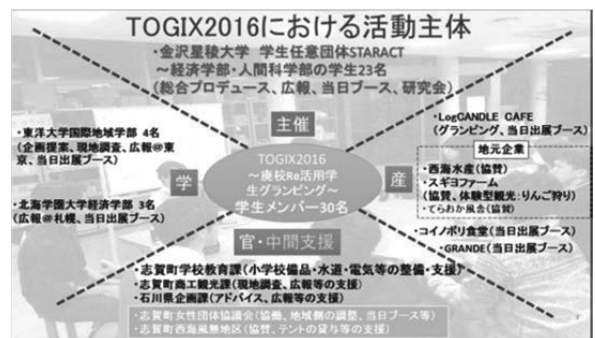 TOGIX2016における活動主体
・金沢星稜大学　学生任意団体STARACT
～経済学部・人間科学部の学生23名
（総合プロデュース、広報、当日ブース、研究会）
主催
・東洋大学国際地域学部 4名
（企画提案、現地調査、広報＠東
京、当日出展ブース）
学
・北海学園大学経済学部 3名
（広報＠札幌、当日出展ブース）
TOGIX2016
～廃校Re活用学
生グランピング～
学生メンバー30名
・LogCANDLE CAFE
（グランピング、当日出展ブース）
地元企業
産
・西海水産（協賛）
・スギヨファーム
（協賛、体験型観光：りんご狩り）
・てらおか風舎（協賛）
・コイノボリ食堂（当日出展ブース）
・GRANDE（当日出展ブース）
官・中間支援
・志賀町学校教育課（小学校備品・水道・電気等の整備・支援）
・志賀町商工観光課（現地調査、広報等の支援）
・石川県企画課（アドバイス、広報等の支援）
・志賀町女性団体協議会（協働、地域側の調整、当日ブース等）
・志賀町西海風無地区（協賛、テントの貸与等の支援）